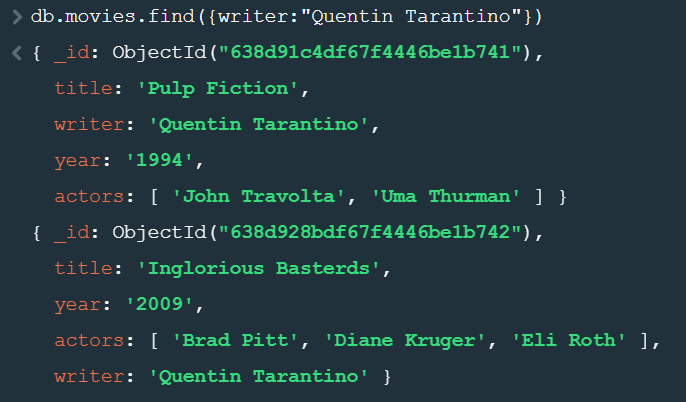 > db.movies.find({writer:"Quentin Tarantino"})
< { _id: ObjectId("638d91c4df67f4446be1b741"),
title: 'Pulp Fiction',
writer: 'Quentin Tarantino',
year: '1994',
actors: [ 'John Travolta', 'Uma Thurman' ] }
{ _id: ObjectId("638d928bdf67f4446be1b742"),
title: 'Inglorious Basterds',
year: '2009',
actors: [ 'Brad Pitt', 'Diane Kruger', 'Eli Roth' ],
writer: 'Quentin Tarantino' }